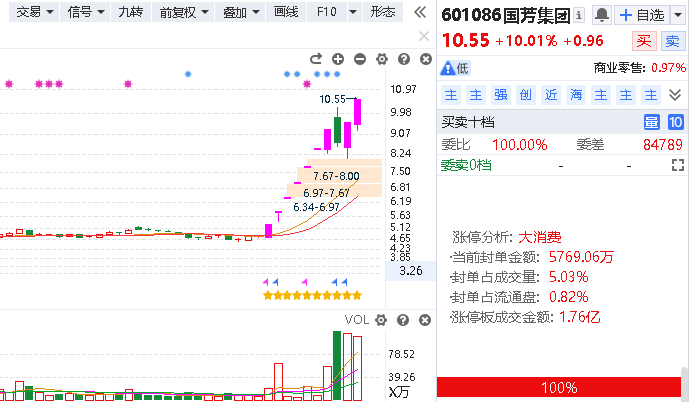 交易 信号 九转 前复权 叠加 画线 F10 形态
601086国芳集团
自选
10.55 +10.01% +0.96 买 卖
低 商业零售: 0.97%
主 主 强 创 近 海 主 主 主
买卖十档 量 10
委比 100.00% 委差 84789
委卖0档 - -
涨停分析: 大消费
当前封单金额: 5769.06万
封单占成交量: 5.03%
封单占流通盘: 0.82%
涨停板成交金额: 1.76亿
100%
10.97
10.55
9.98
9.07
8.24
7.50
7.67-8.00
6.81
6.97-7.67
6.19
6.34-6.97
5.63
5.12
4.65
4.23
3.85
3.26
VOL
78.52
39.26
X万